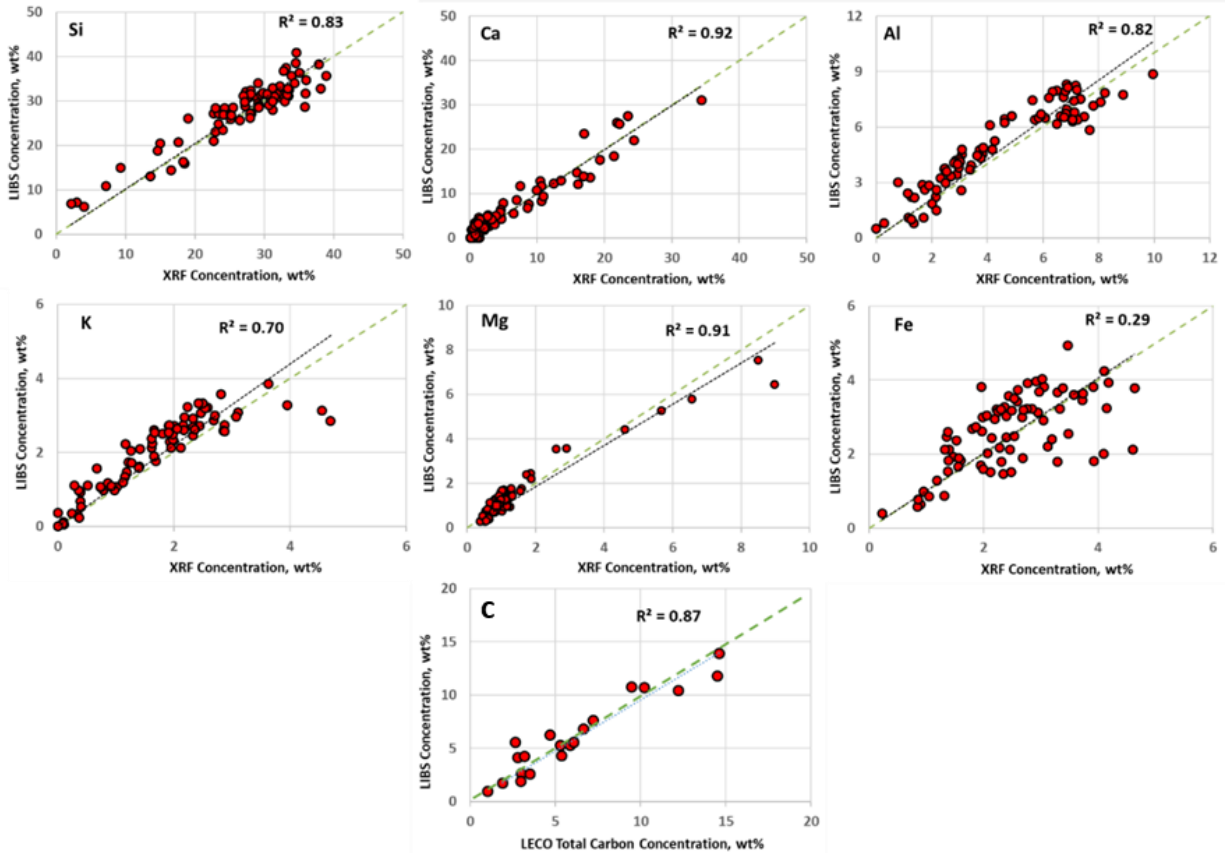 Si
R² = 0.83
LIBS Concentration, wt%
50
40
30
20
10
0
0 10 20 30 40 50
XRF Concentration, wt%
Ca
R² = 0.92
LIBS Concentration, wt%
50
40
30
20
10
0
0 10 20 30 40 50
XRF Concentration, wt%
Al
R² = 0.82
LIBS Concentration, wt%
12
9
6
3
0
0 2 4 6 8 10 12
XRF Concentration, wt%
K
R² = 0.70
LIBS Concentration, wt%
6
4
2
0
0 2 4 6
XRF Concentration, wt%
Mg
R² = 0.91
LIBS Concentration, wt%
10
8
6
4
2
0
0 2 4 6 8 10
XRF Concentration, wt%
Fe
R² = 0.29
LIBS Concentration, wt%
6
4
2
0
0 2 4 6
XRF Concentration, wt%
C
R² = 0.87
LIBS Concentration, wt%
20
15
10
5
0
0 5 10 15 20
LECO Total Carbon Concentration, wt%